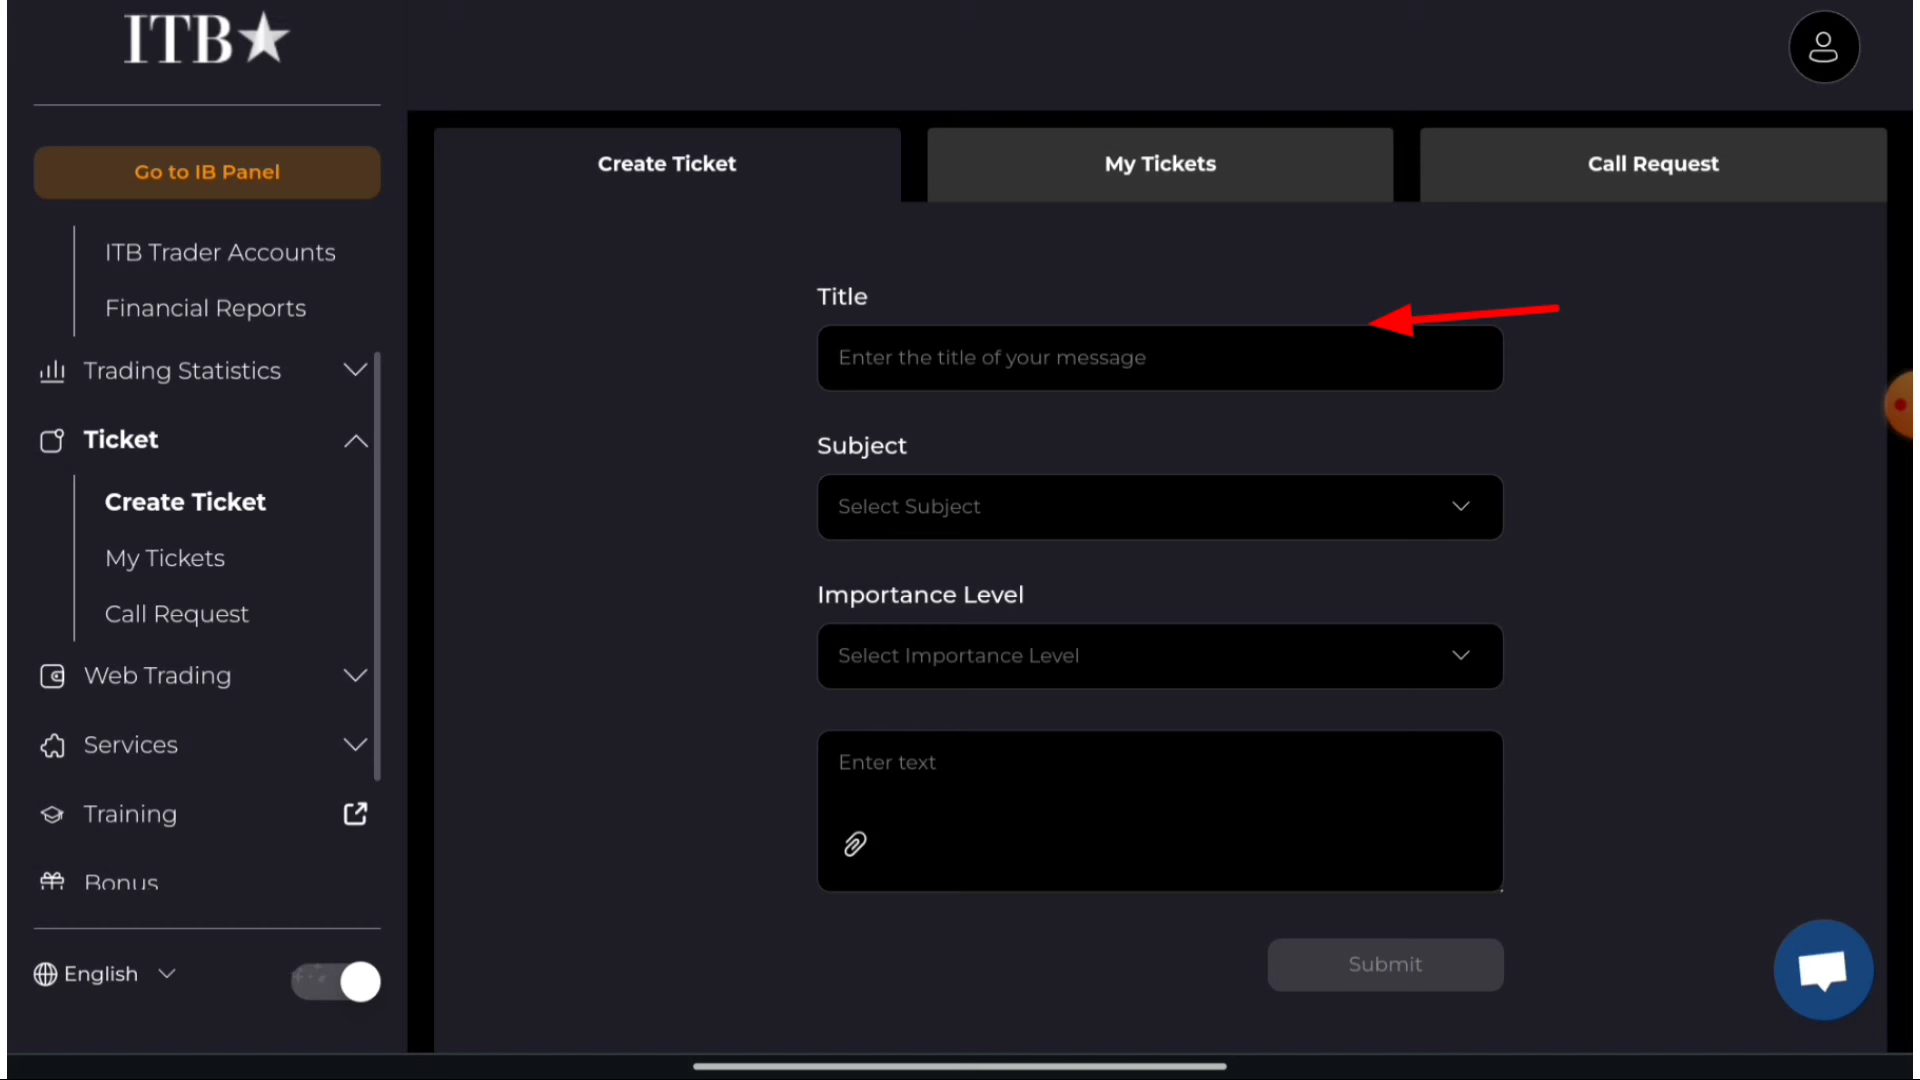 ITB
Go to IB Panel
ITB Trader Accounts
Financial Reports
Trading Statistics
Ticket
Create Ticket
My Tickets
Call Request
Web Trading
Services
Training
Bonus
English
Create Ticket
My Tickets
Call Request
Title
Enter the title of your message
Subject
Select Subject
Importance Level
Select Importance Level
Enter text
Submit